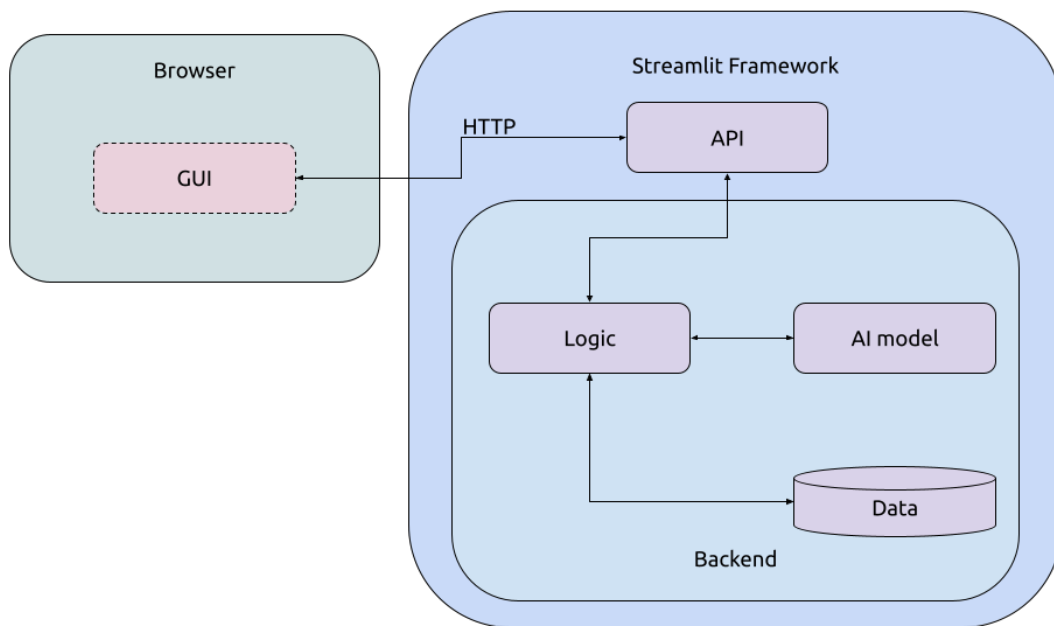 Browser
GUI
HTTP
Streamlit Framework
API
Logic
AI model
Data
Backend